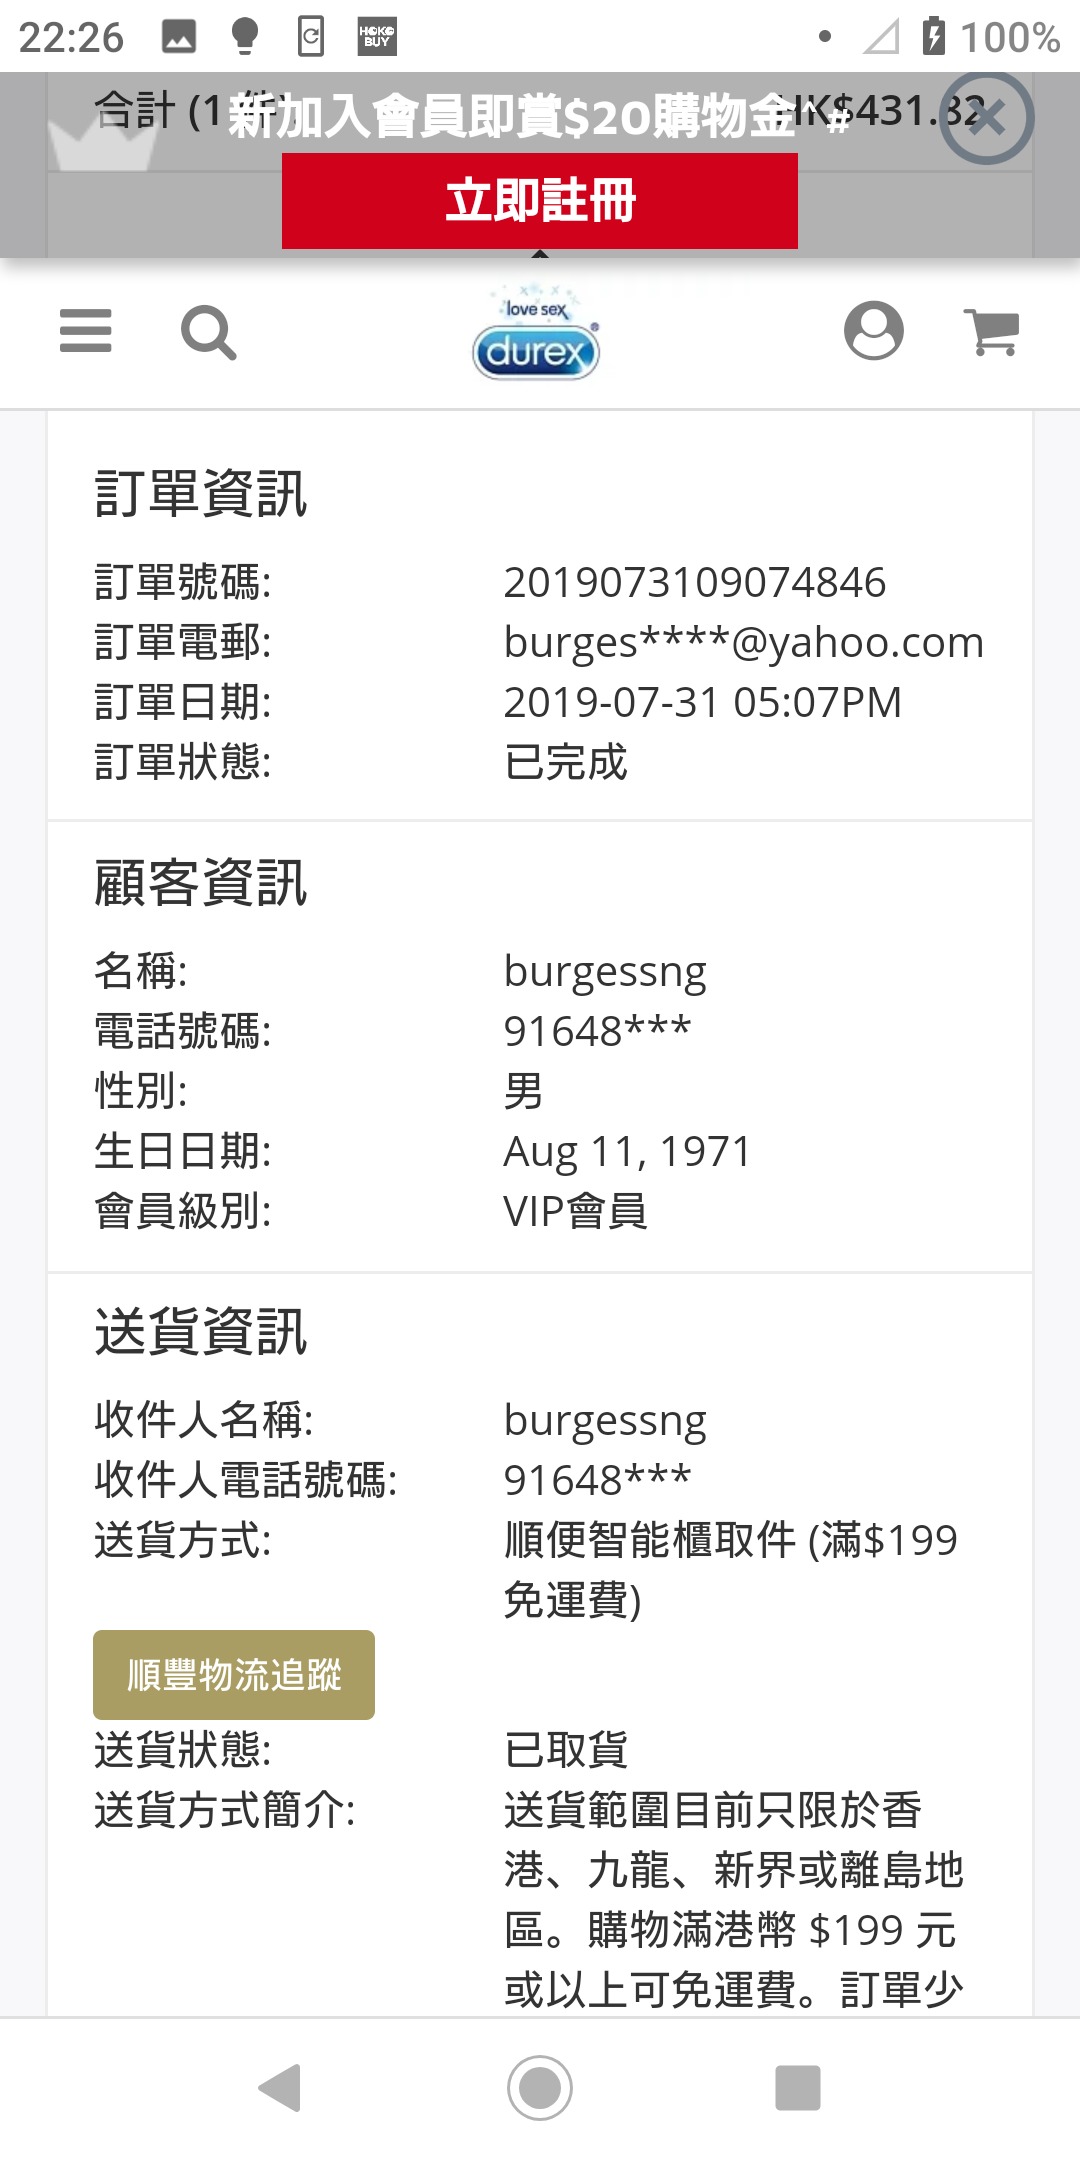 22:26
HOKO BUY
100%
合計 (1 件)
HK$431.82
新加入會員即賞$20購物金^#
立即註冊
love sex
durex
訂單資訊
訂單號碼: 2019073109074846
訂單電郵: burges****@yahoo.com
訂單日期: 2019-07-31 05:07PM
訂單狀態: 已完成
顧客資訊
名稱: burgessng
電話號碼: 91648***
性別: 男
生日日期: Aug 11, 1971
會員級別: VIP會員
送貨資訊
收件人名稱: burgessng
收件人電話號碼: 91648***
送貨方式: 順便智能櫃取件 (滿$199
免運費)
順豐物流追蹤
送貨狀態: 已取貨
送貨方式簡介: 送貨範圍目前只限於香
港、九龍、新界或離島地
區。購物滿港幣 $199 元
或以上可免運費。訂單少